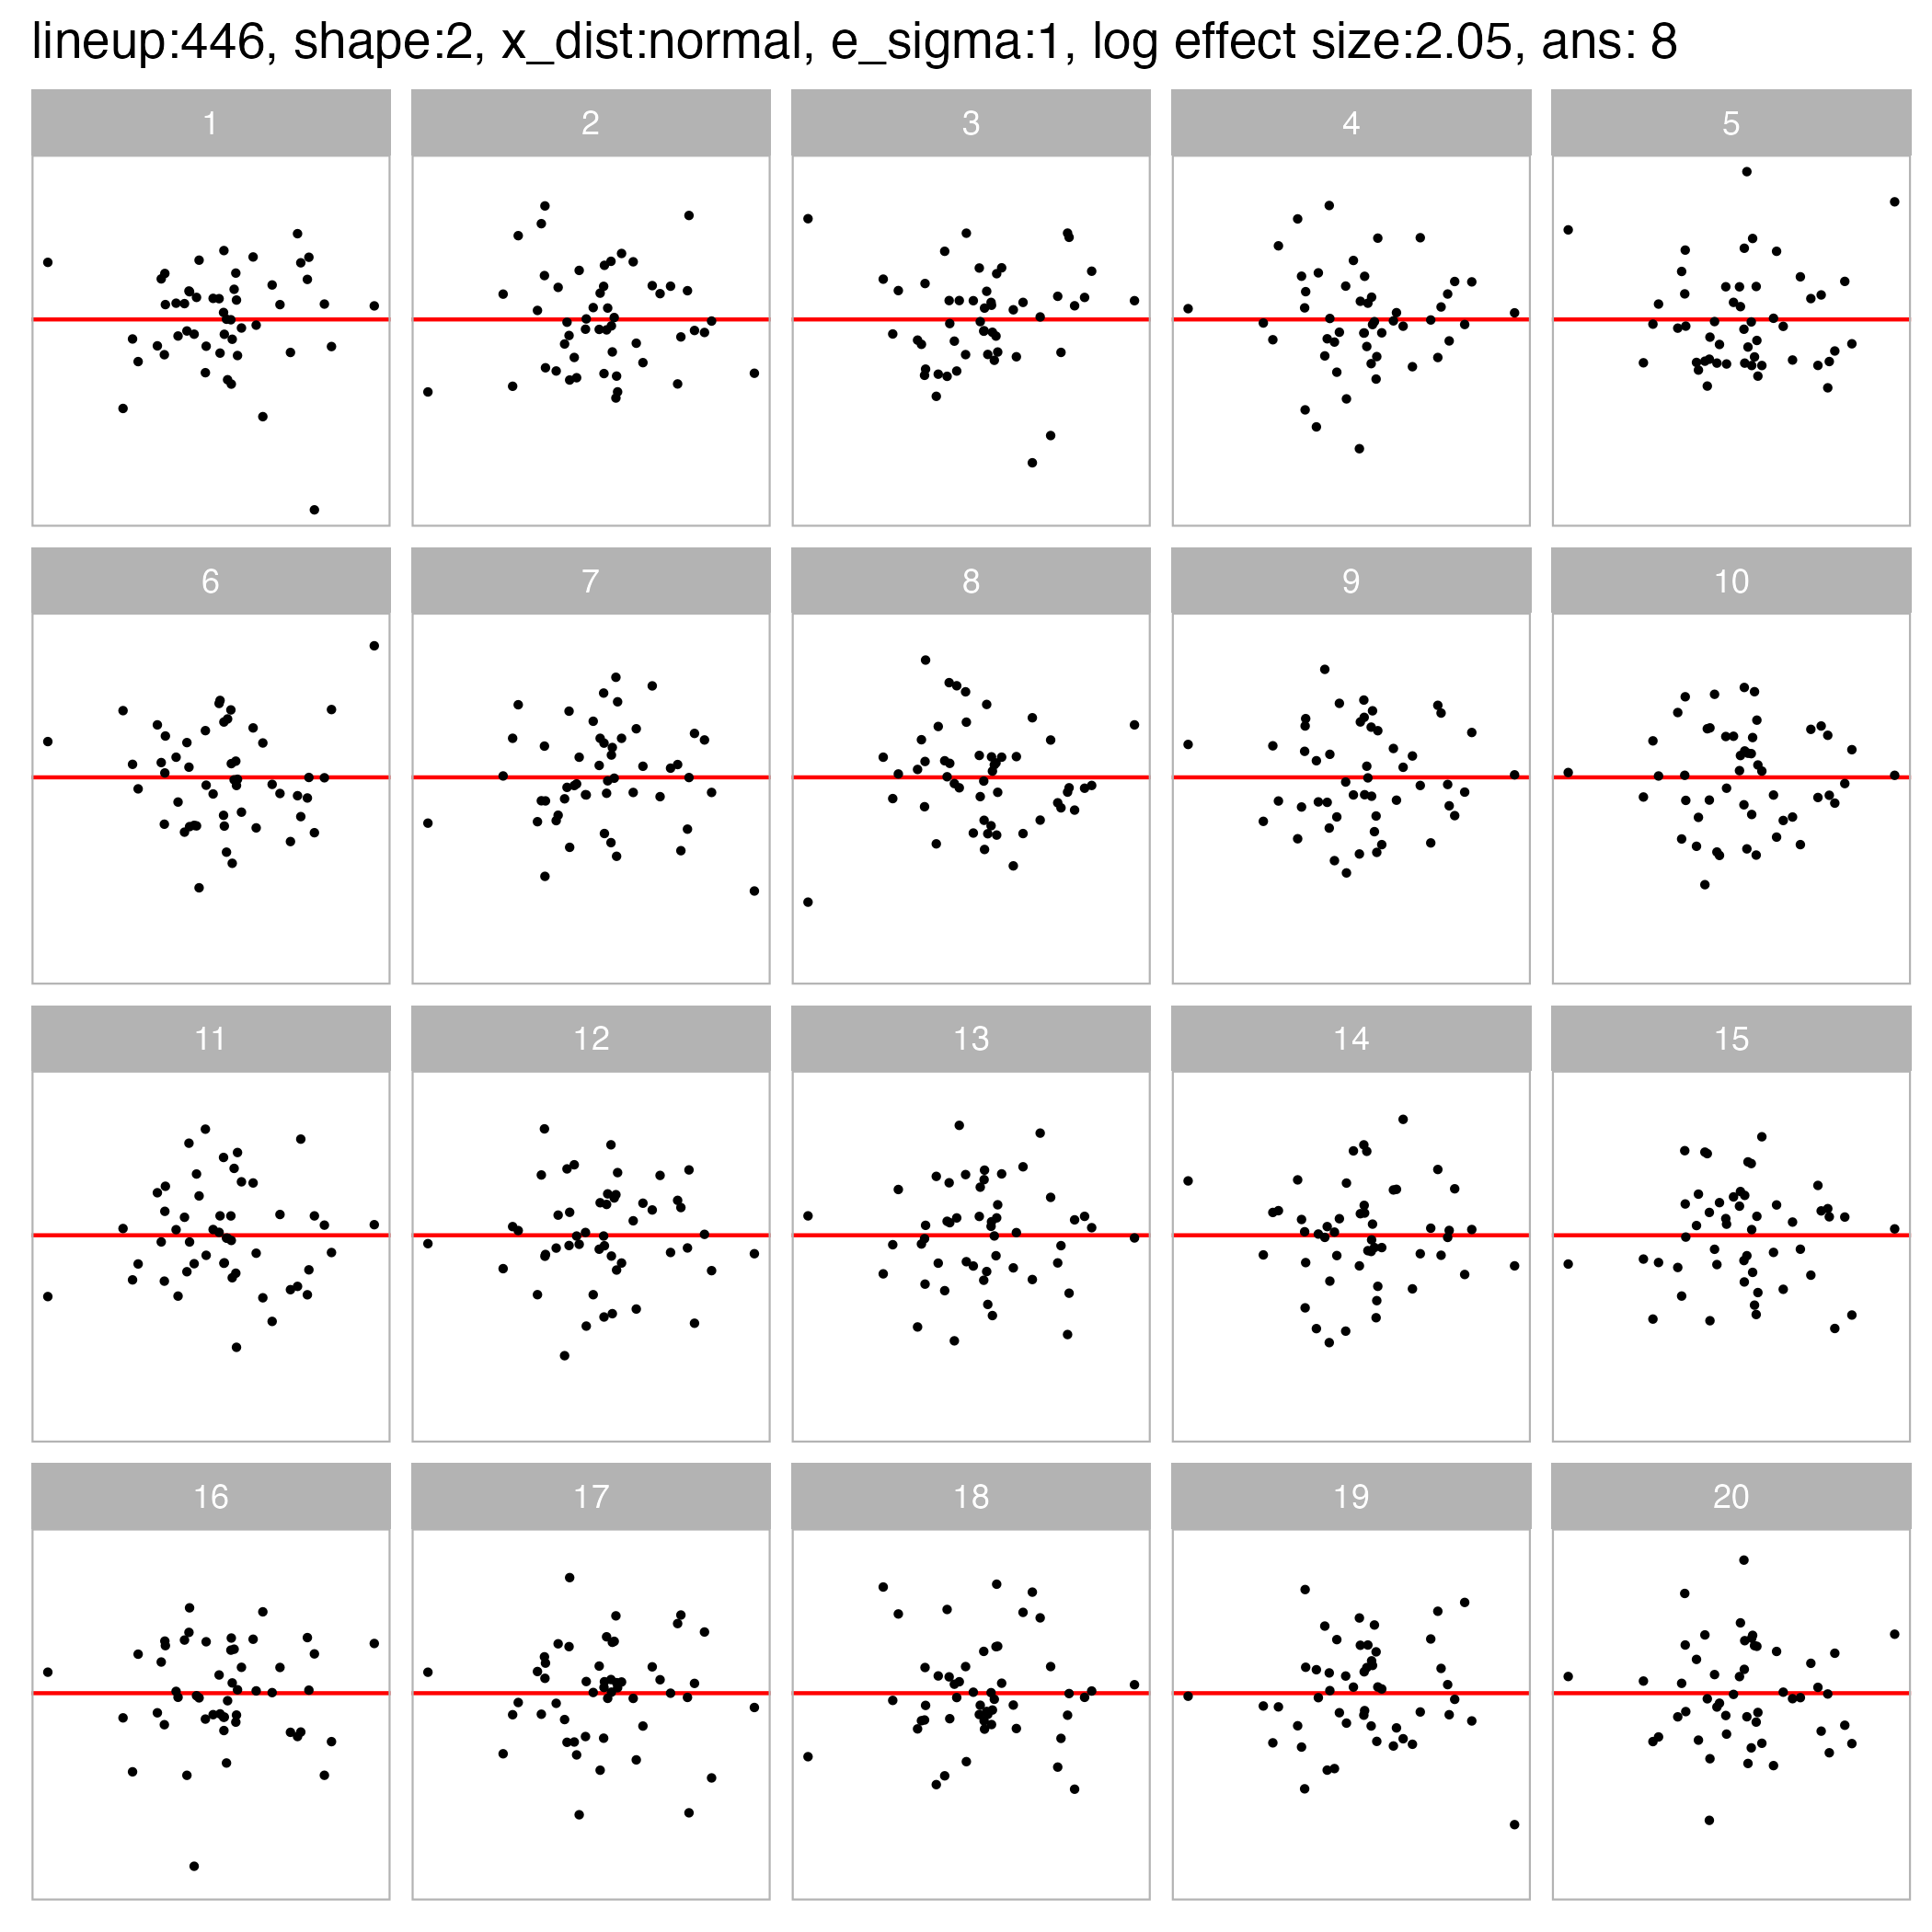 lineup:446, shape:2, x_dist:normal, e_sigma:1, log effect size:2.05, ans: 8
1 2 3 4 5
6 7 8 9 10
11 12 13 14 15
16 17 18 19 20